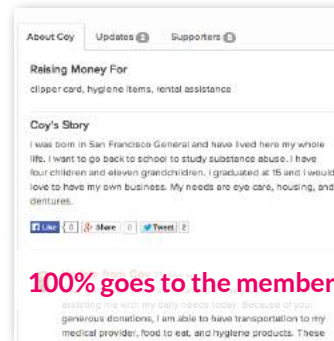 About Coy Updates 2 Supporters
Raising Money For
clipper card, hygiene items, rental assistance
Coy's Story
I was born in San Francisco General and have lived here my whole
life. I want to go back to school to study substance abuse. I have
four children and eleven grandchildren. I graduated at 15 and I would
love to have my own business. My needs are eye care, housing, and
dentures.
Like 0 Share 0 Tweet 2
100% goes to the member
assisting me with my daily needs today. Because of your
generous donations, I am able to have transportation to my
medical provider, food to eat, and hygiene products. These